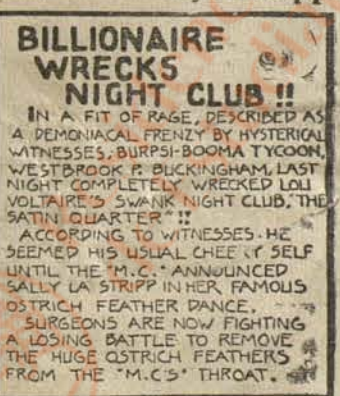 BILLIONAIRE
WRECKS
NIGHT CLUB !!
IN A FIT OF RAGE, DESCRIBED AS
A DEMONIACAL FRENZY BY HYSTERICAL
WITNESSES, BURPSI-BOOMA TYCOON,
WESTBROOK P. BUCKINGHAM, LAST
NIGHT COMPLETELY WRECKED LOU
VOLTAIRE'S SWANK NIGHT CLUB, "THE
SATIN QUARTER" !!
ACCORDING TO WITNESSES. HE
SEEMED HIS USUAL CHEERY SELF
UNTIL THE "M.C." ANNOUNCED
SALLY LA STRIPP IN HER FAMOUS
OSTRICH FEATHER DANCE.
SURGEONS ARE NOW FIGHTING
A LOSING BATTLE TO REMOVE
THE HUGE OSTRICH FEATHERS
FROM THE "M.C'S" THROAT.